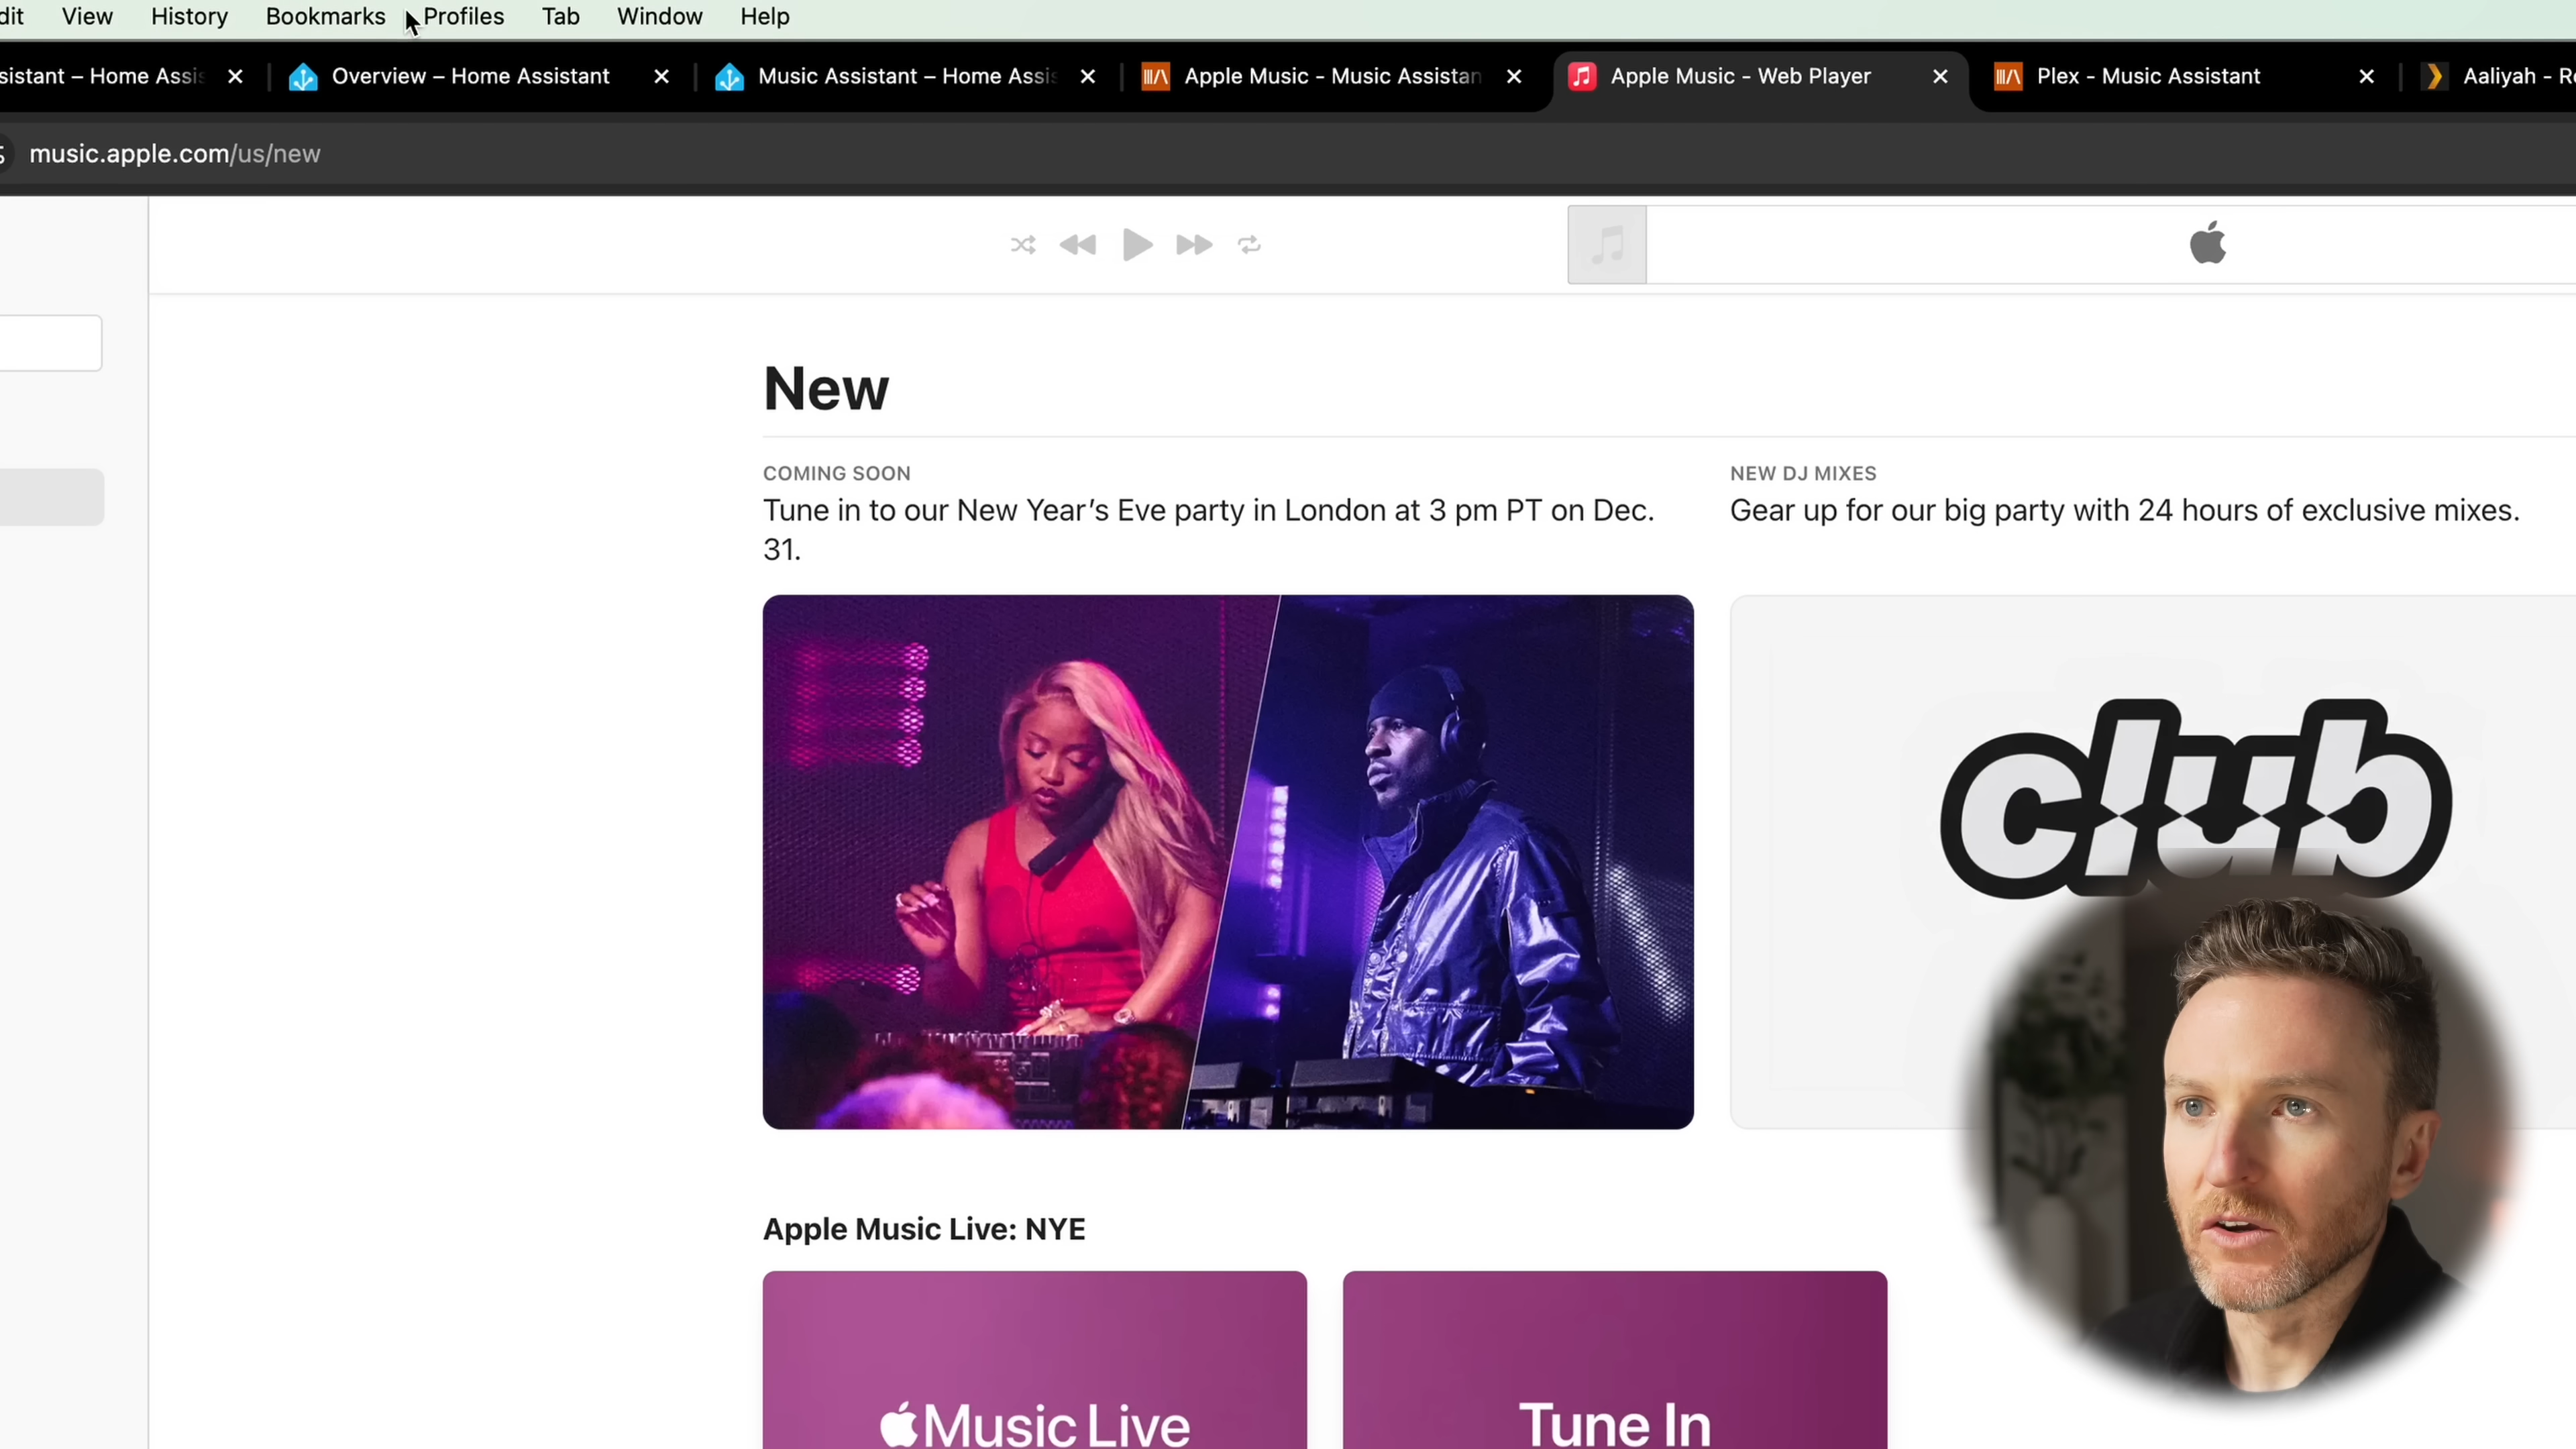 dit View History Bookmarks Profiles Tab Window Help
sistant – Home Assis Overview – Home Assistant Music Assistant – Home Assis Apple Music - Music Assistan Apple Music - Web Player Plex - Music Assistant Aaliyah - R
music.apple.com/us/new
New
COMING SOON
Tune in to our New Year’s Eve party in London at 3 pm PT on Dec.
31.
NEW DJ MIXES
Gear up for our big party with 24 hours of exclusive mixes.
club
Apple Music Live: NYE
Music Live
Tune In